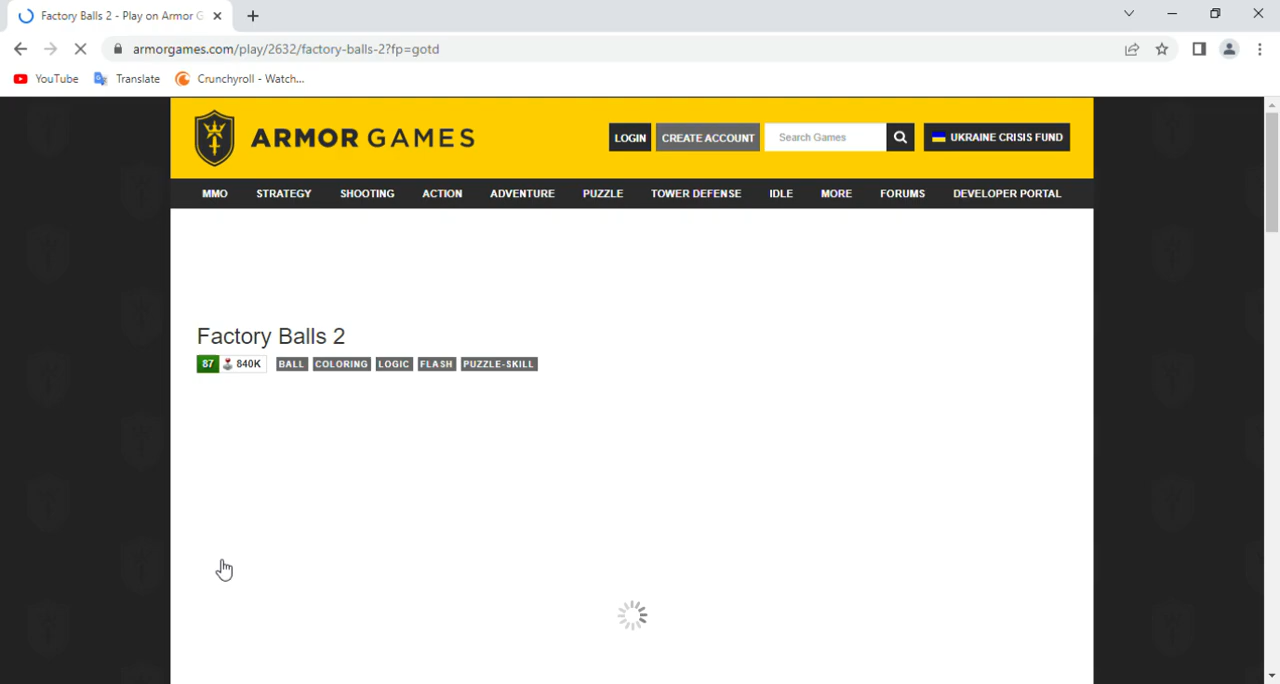 Factory Balls 2 - Play on Armor G
armorgames.com/play/2632/factory-balls-2?fp=gotd
YouTube Translate Crunchyroll - Watch...
ARMOR GAMES
LOGIN CREATE ACCOUNT Search Games UKRAINE CRISIS FUND
MMO STRATEGY SHOOTING ACTION ADVENTURE PUZZLE TOWER DEFENSE IDLE MORE FORUMS DEVELOPER PORTAL
Factory Balls 2
87 840K BALL COLORING LOGIC FLASH PUZZLE-SKILL